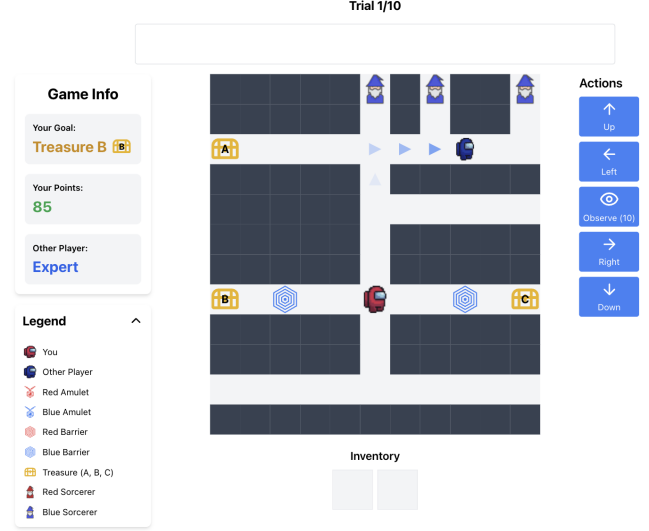 Trial 1/10
Game Info
Your Goal:
Treasure B B
Your Points:
85
Other Player:
Expert
Legend
You
Other Player
Red Amulet
Blue Amulet
Red Barrier
Blue Barrier
Treasure (A, B, C)
Red Sorcerer
Blue Sorcerer
A
B
C
Inventory
Actions
Up
Left
Observe (10)
Right
Down